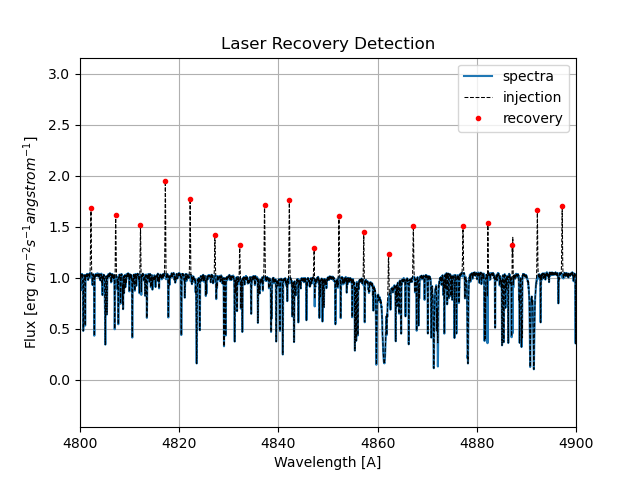 Laser Recovery Detection
spectra
injection
recovery
Flux [erg cm⁻²s⁻¹angstrom⁻¹]
3.0
2.5
2.0
1.5
1.0
0.5
0.0
4800 4820 4840 4860 4880 4900
Wavelength [A]